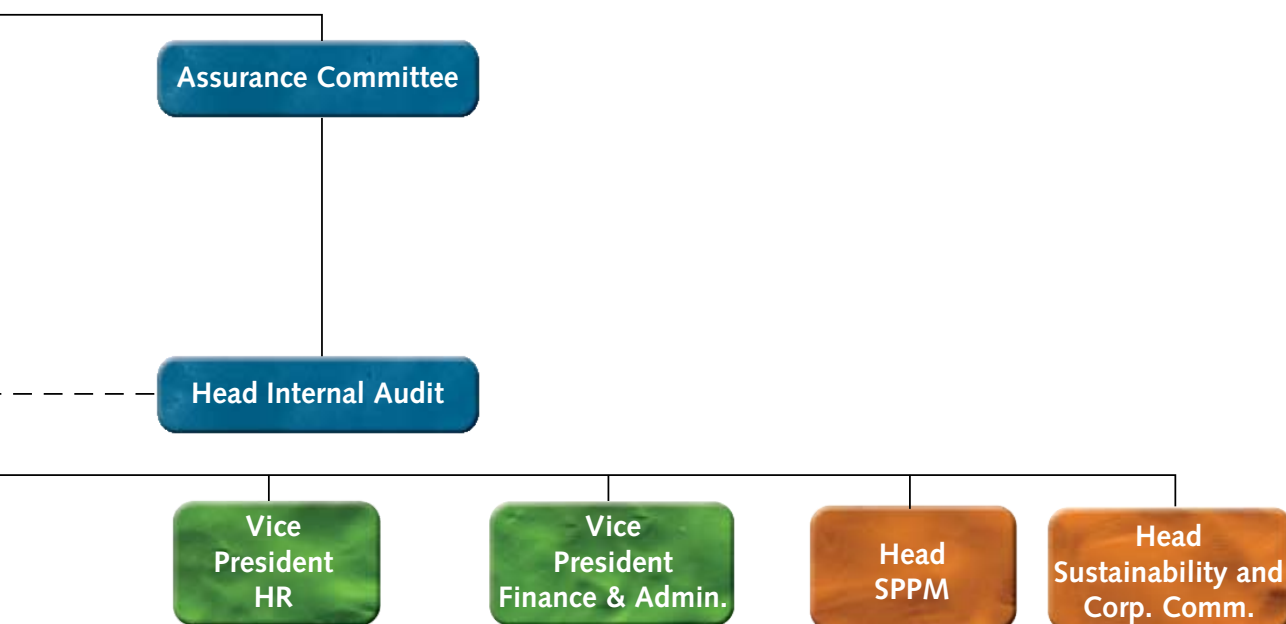 Assurance Committee
Head Internal Audit
Vice
President
HR
Vice
President
Finance & Admin.
Head
SPPM
Head
Sustainability and
Corp. Comm.